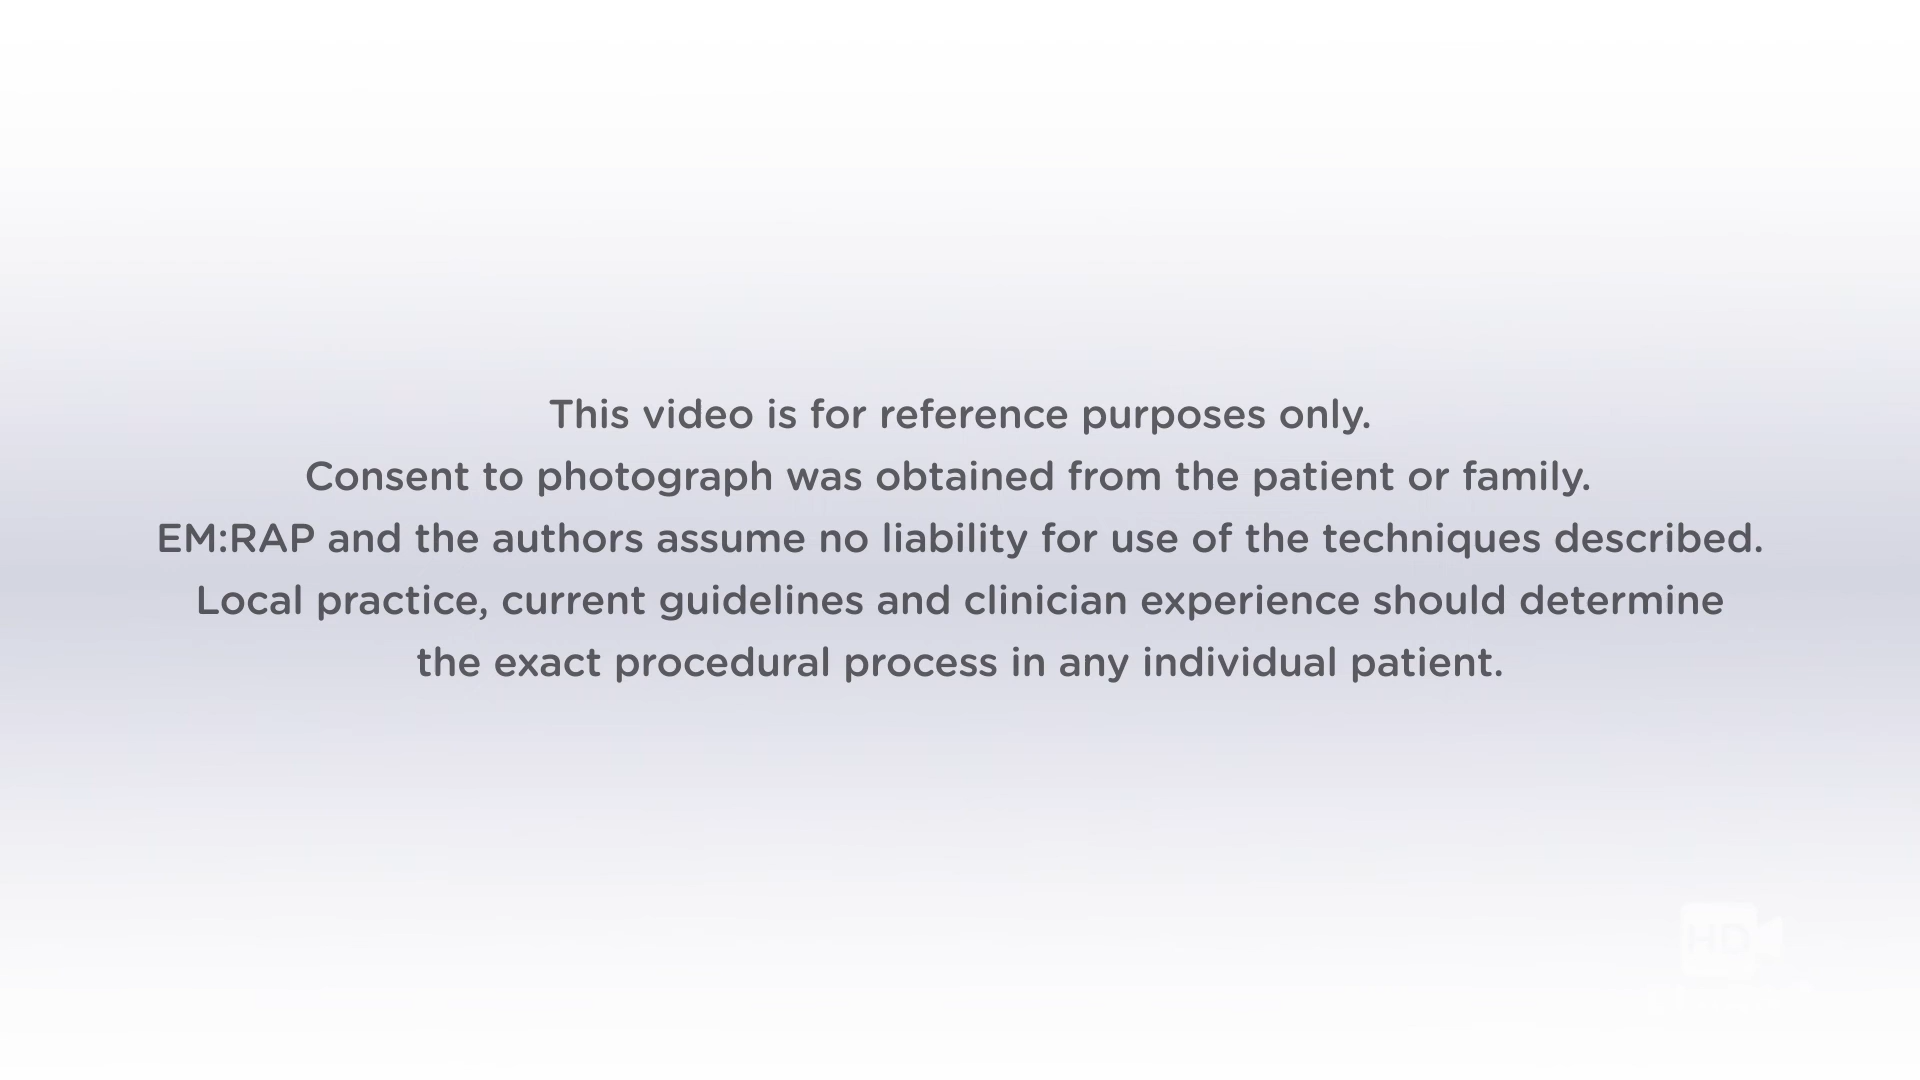 This video is for reference purposes only.
Consent to photograph was obtained from the patient or family.
EM:RAP and the authors assume no liability for use of the techniques described.
Local practice, current guidelines and clinician experience should determine
the exact procedural process in any individual patient.
HD